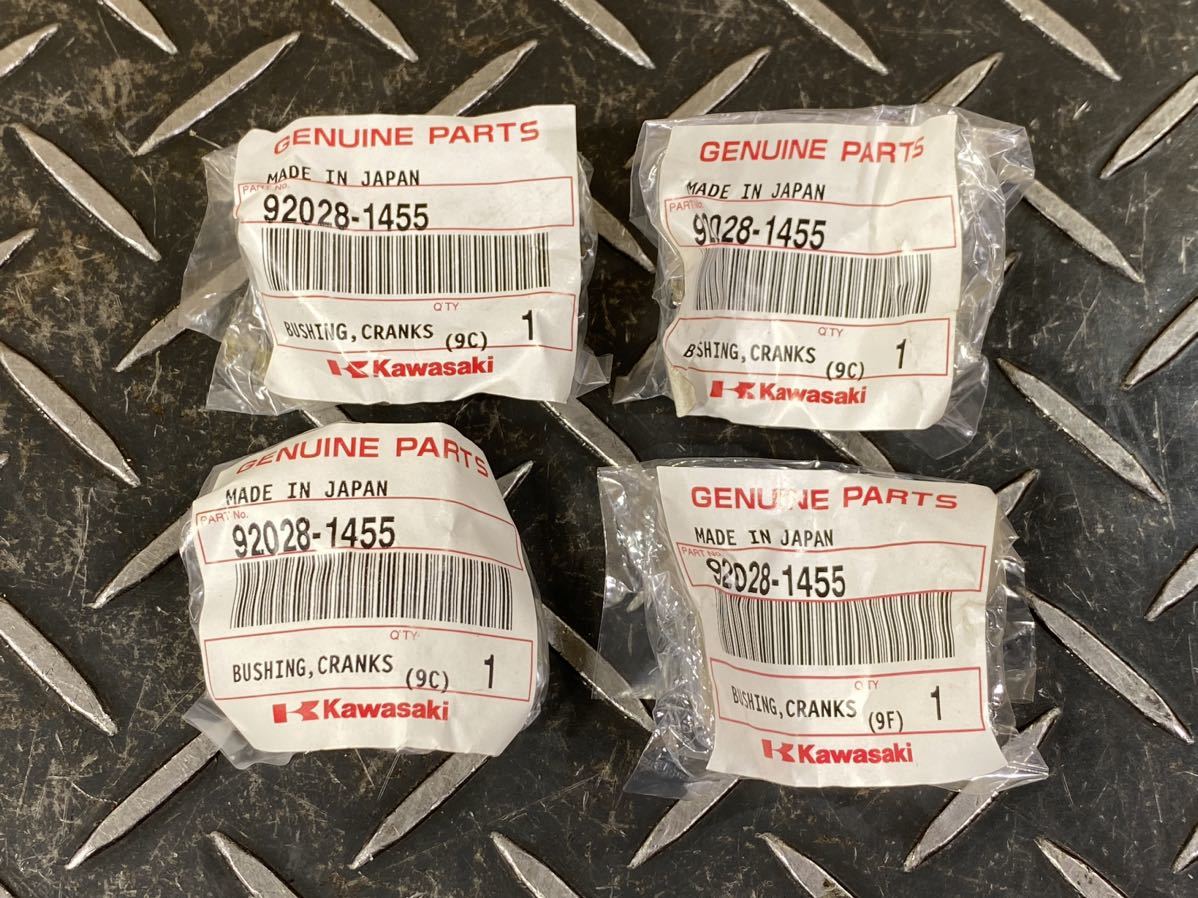 GENUINE PARTS
MADE IN JAPAN
PART No.
92028-1455
Q'TY
BUSHING,CRANKS (9C) 1
Kawasaki
GENUINE PARTS
MADE IN JAPAN
PART No.
92028-1455
Q'TY
BSHING,CRANKS (9C) 1
Kawasaki
GENUINE PARTS
MADE IN JAPAN
PART No.
92028-1455
Q'TY
BUSHING,CRANKS (9C) 1
Kawasaki
GENUINE PARTS
MADE IN JAPAN
PART No.
92028-1455
Q'TY
BUSHING,CRANKS (9F) 1
Kawasaki